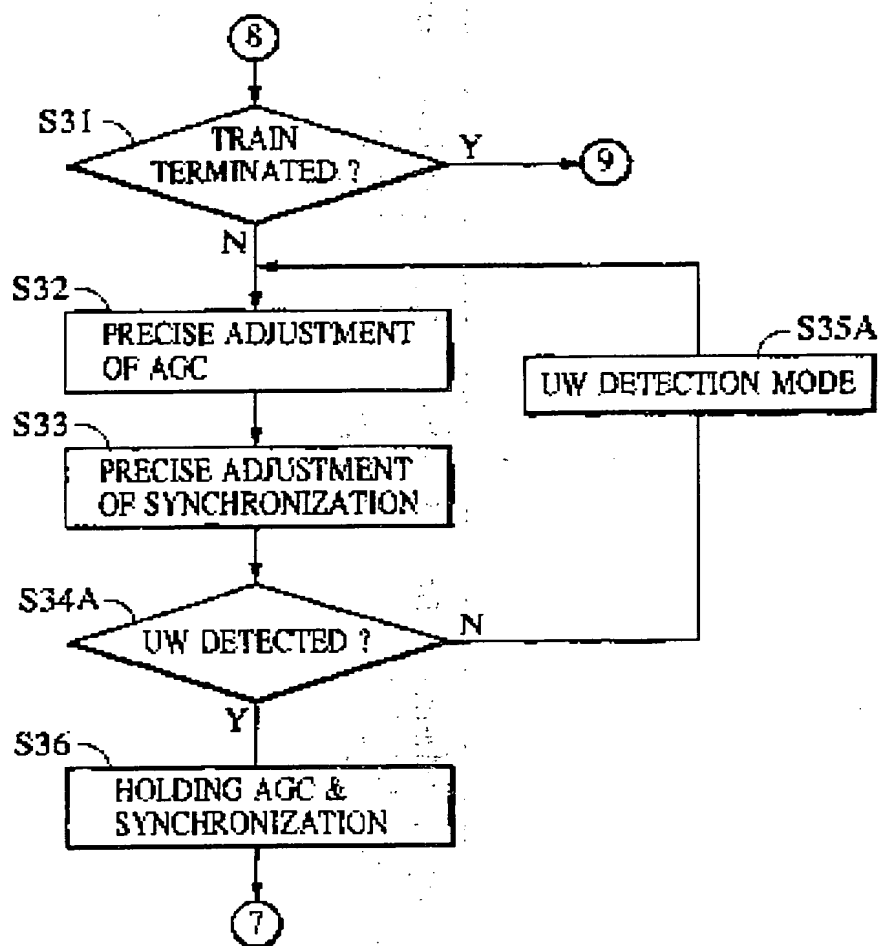 8
S31
TRAIN
TERMINATED ?
Y
9
N
S32
PRECISE ADJUSTMENT
OF AGC
S35A
UW DETECTION MODE
S33
PRECISE ADJUSTMENT
OF SYNCHRONIZATION
S34A
UW DETECTED ?
N
Y
S36
HOLDING AGC &
SYNCHRONIZATION
7